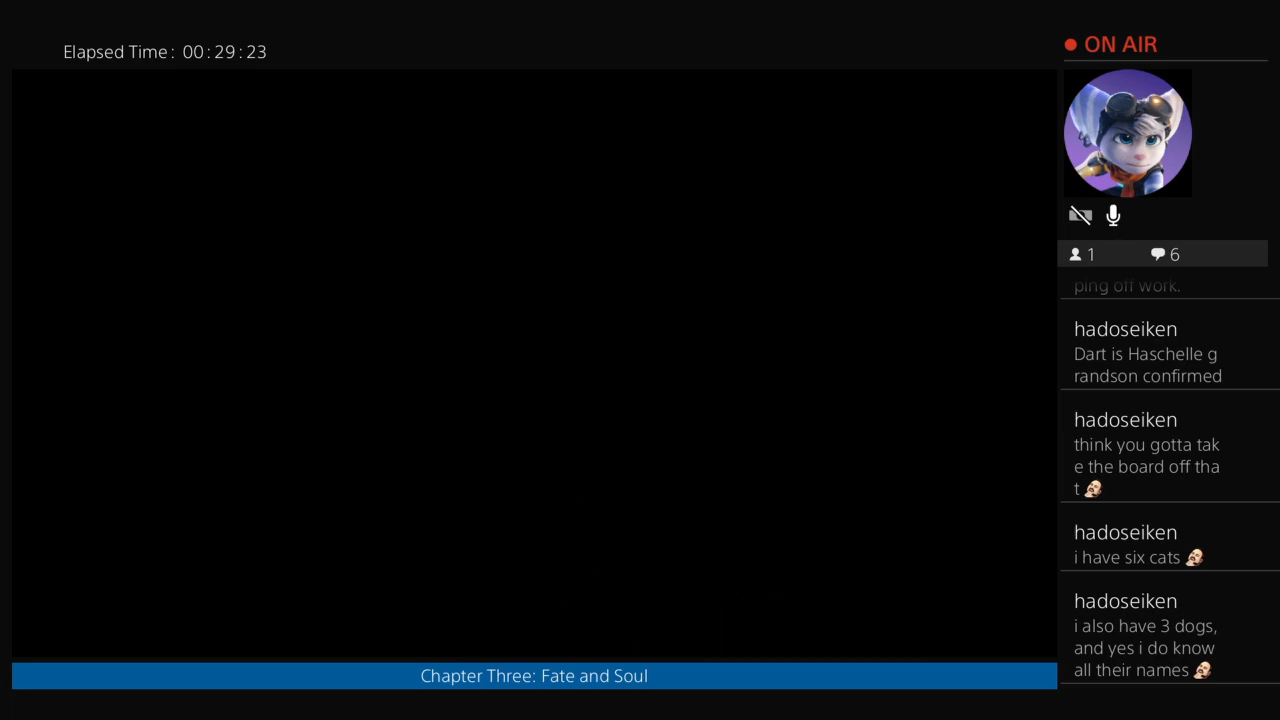 Elapsed Time: 00:29:23
ON AIR
1 6
ping off work.
hadoseiken
Dart is Haschelle g
randson confirmed
hadoseiken
think you gotta tak
e the board off tha
t
hadoseiken
i have six cats
hadoseiken
i also have 3 dogs,
and yes i do know
all their names
Chapter Three: Fate and Soul